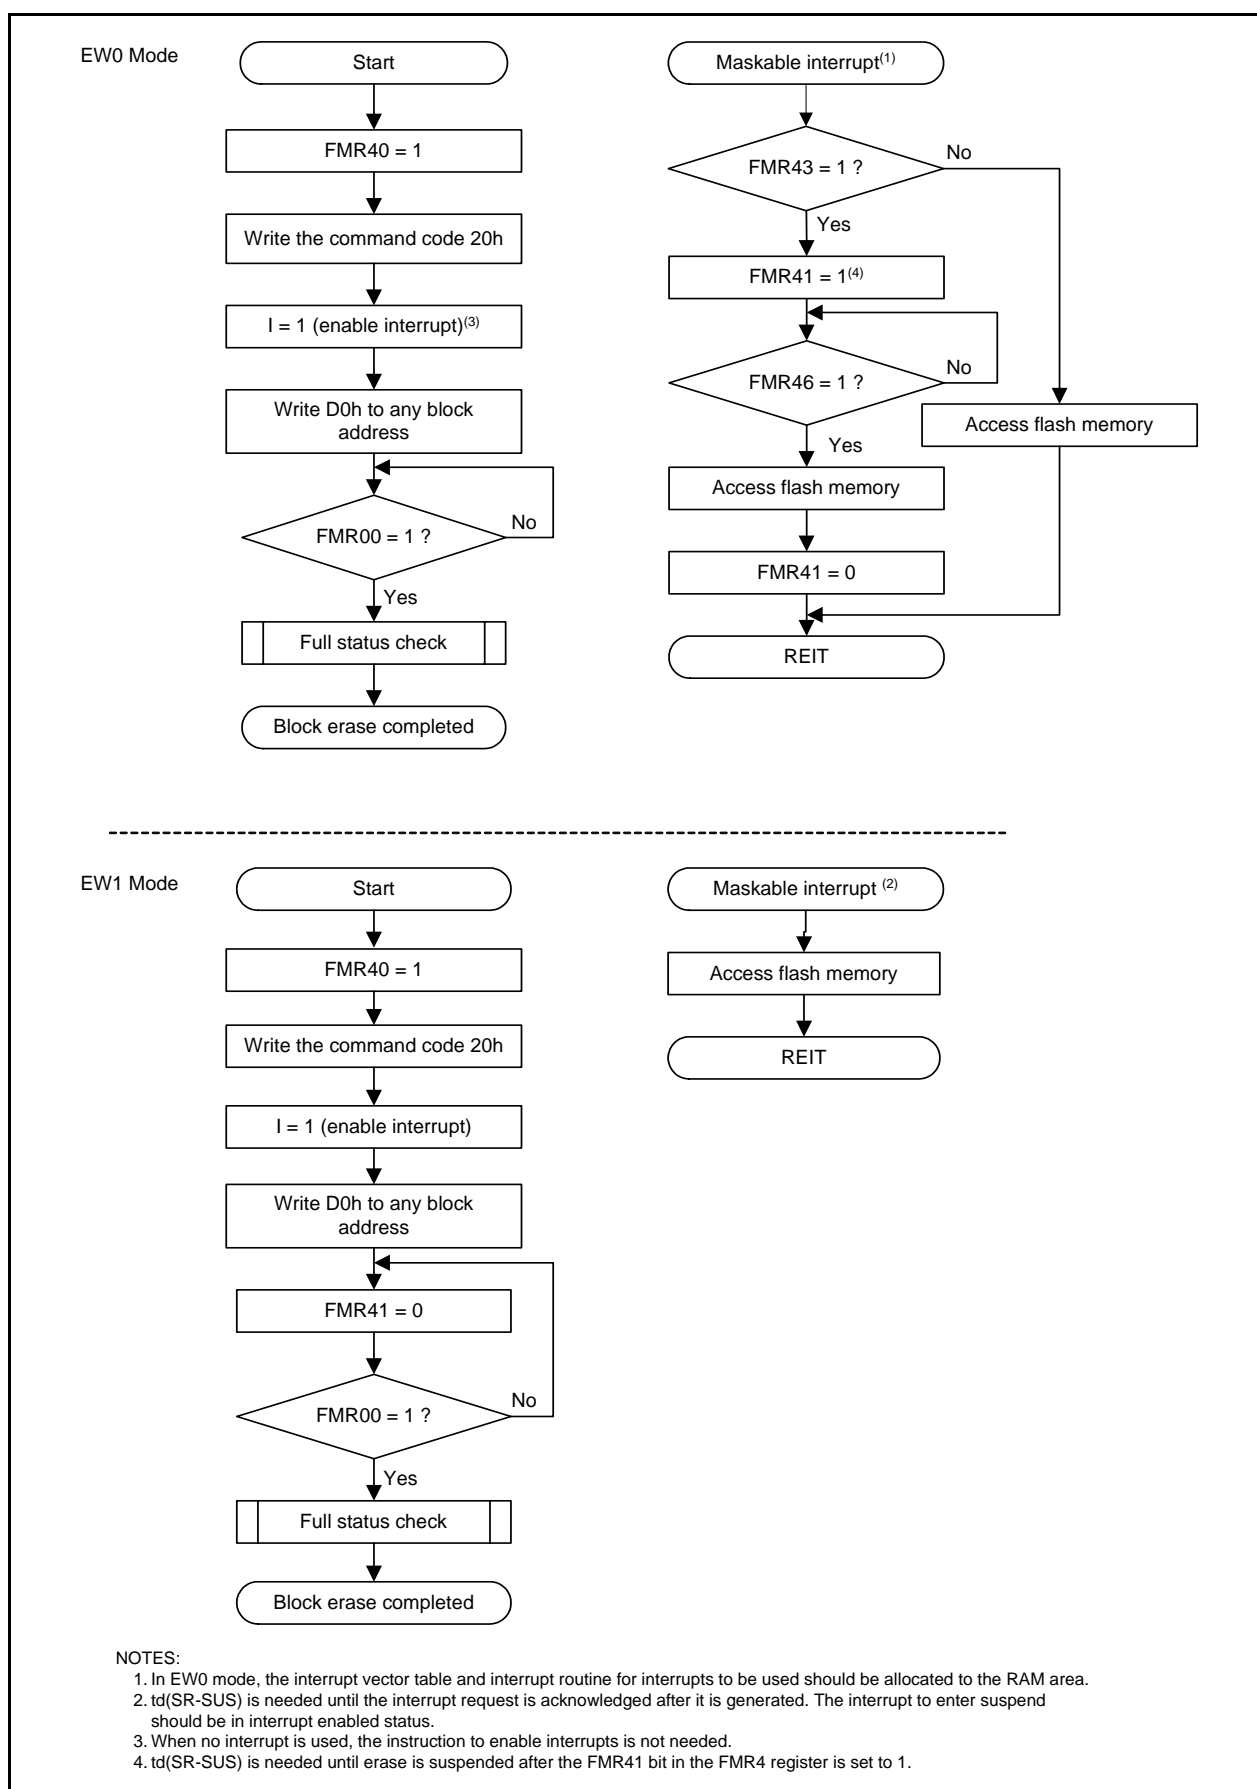 EW0 Mode
Start
FMR40 = 1
Write the command code 20h
I = 1 (enable interrupt)(3)
Write D0h to any block
address
FMR00 = 1 ?
No
Yes
Full status check
Block erase completed
Maskable interrupt(1)
FMR43 = 1 ?
No
Yes
FMR41 = 1(4)
FMR46 = 1 ?
No
Yes
Access flash memory
Access flash memory
FMR41 = 0
REIT
EW1 Mode
Start
FMR40 = 1
Write the command code 20h
I = 1 (enable interrupt)
Write D0h to any block
address
FMR41 = 0
FMR00 = 1 ?
No
Yes
Full status check
Block erase completed
Maskable interrupt (2)
Access flash memory
REIT
NOTES:
1. In EW0 mode, the interrupt vector table and interrupt routine for interrupts to be used should be allocated to the RAM area.
2. td(SR-SUS) is needed until the interrupt request is acknowledged after it is generated. The interrupt to enter suspend
should be in interrupt enabled status.
3. When no interrupt is used, the instruction to enable interrupts is not needed.
4. td(SR-SUS) is needed until erase is suspended after the FMR41 bit in the FMR4 register is set to 1.